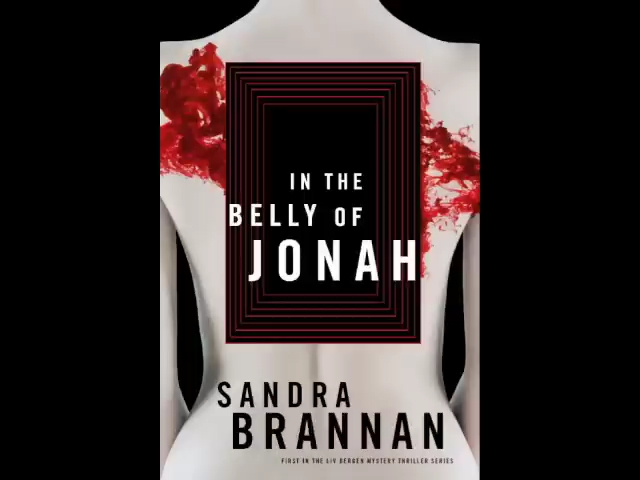 IN THE
BELLY OF
JONAH
SANDRA
BRANNAN
FIRST IN THE LIV BERGEN MYSTERY THRILLER SERIES